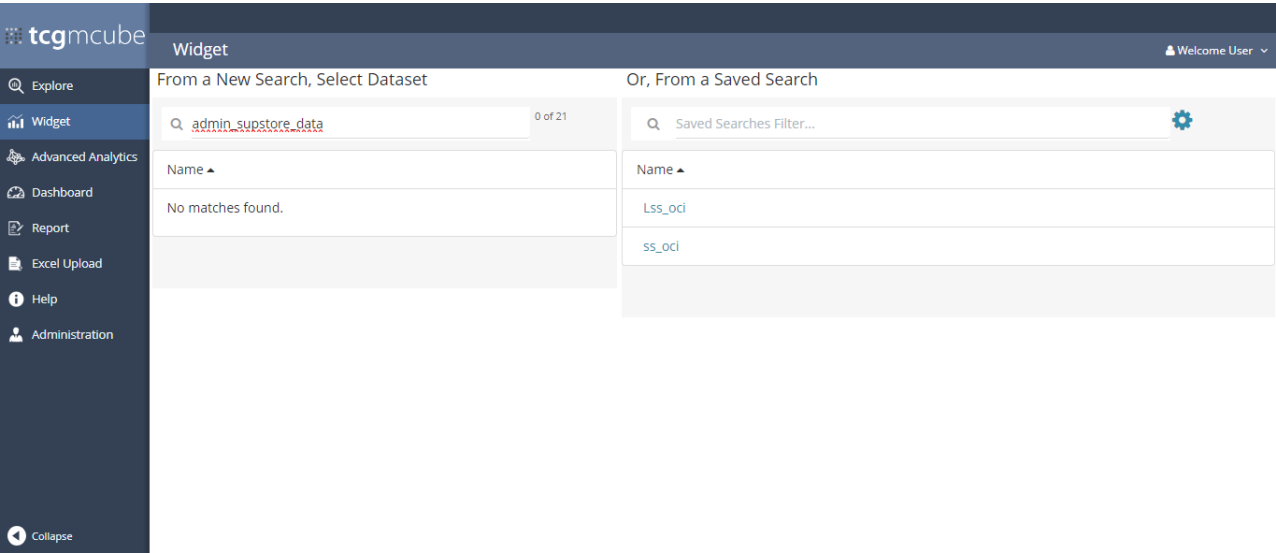 tcgmcube
Widget
Welcome User
Explore
Widget
Advanced Analytics
Dashboard
Report
Excel Upload
Help
Administration
Collapse
From a New Search, Select Dataset
admin_supstore_data
0 of 21
Name
No matches found.
Or, From a Saved Search
Saved Searches Filter...
Name
Lss_oci
ss_oci